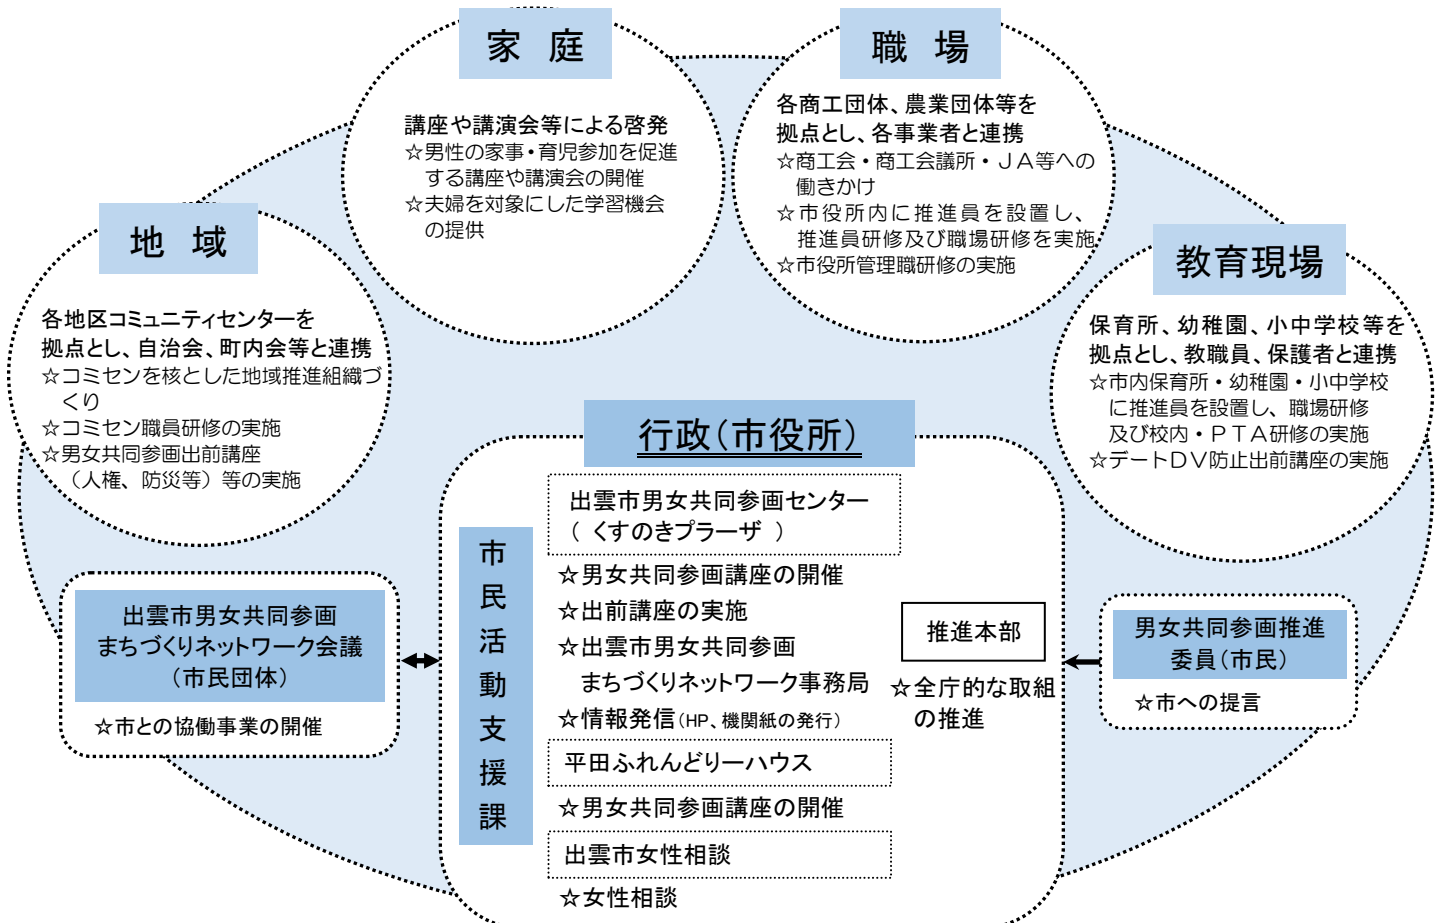 家 庭
講座や講演会等による啓発
☆男性の家事・育児参加を促進
する講座や講演会の開催
☆夫婦を対象にした学習機会
の提供
職 場
各商工団体、農業団体等を
拠点とし、各事業者と連携
☆商工会・商工会議所・JA等への
働きかけ
☆市役所内に推進員を設置し、
推進員研修及び職場研修を実施
☆市役所管理職研修の実施
地 域
各地区コミュニティセンターを
拠点とし、自治会、町内会等と連携
☆コミセンを核とした地域推進組織づ
くり
☆コミセン職員研修の実施
☆男女共同参画出前講座
(人権、防災等)等の実施
教育現場
保育所、幼稚園、小中学校等を
拠点とし、教職員、保護者と連携
☆市内保育所・幼稚園・小中学校
に推進員を設置し、職場研修
及び校内・PTA研修の実施
☆デートDV防止出前講座の実施
行政(市役所)
市民活動支援課
出雲市男女共同参画センター
( くすのきプラーザ )
☆男女共同参画講座の開催
☆出前講座の実施
☆出雲市男女共同参画
まちづくりネットワーク事務局
☆情報発信(HP、機関紙の発行)
平田ふれんどりーハウス
☆男女共同参画講座の開催
出雲市女性相談
☆女性相談
推進本部
☆全庁的な取組
の推進
出雲市男女共同参画
まちづくりネットワーク会議
(市民団体)
☆市との協働事業の開催
男女共同参画推進
委員(市民)
☆市への提言